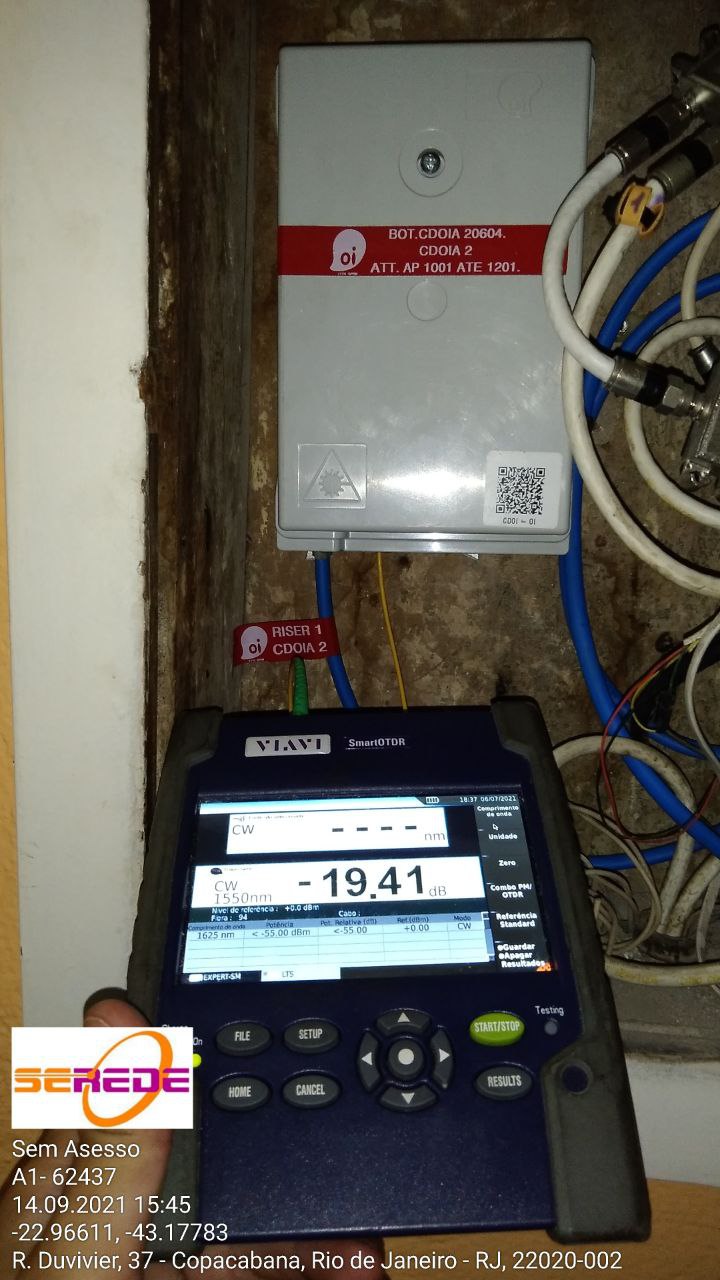 oi
BOT.CDOIA 20604.
CDOIA 2
ATT. AP 1001 ATE 1201.
CDOI - OI
oi
RISER 1
CDOIA 2
VIAVI
SmartOTDR
18:37 06/07/2021
CW
---- nm
CW
1550nm
-19.41 dB
Nivel de referência : +0.0 dBm
Fibra : 94
Cabo :
Comprimento de onda Potência Pot. Relativa (dB) Ref.(dBm) Modo
1625 nm < -55.00 dBm <-55.00 +0.00 CW
EXPERT-SM
LTS
Comprimento
de onda
Unidade
Zero
Combo PM/
OTDR
Referência
Standard
Guardar
Apagar
Resultados
On
Testing
FILE
SETUP
START/STOP
HOME
CANCEL
RESULTS
SEREDE
Sem Asesso
A1- 62437
14.09.2021 15:45
-22.96611, -43.17783
R. Duvivier, 37 - Copacabana, Rio de Janeiro - RJ, 22020-002